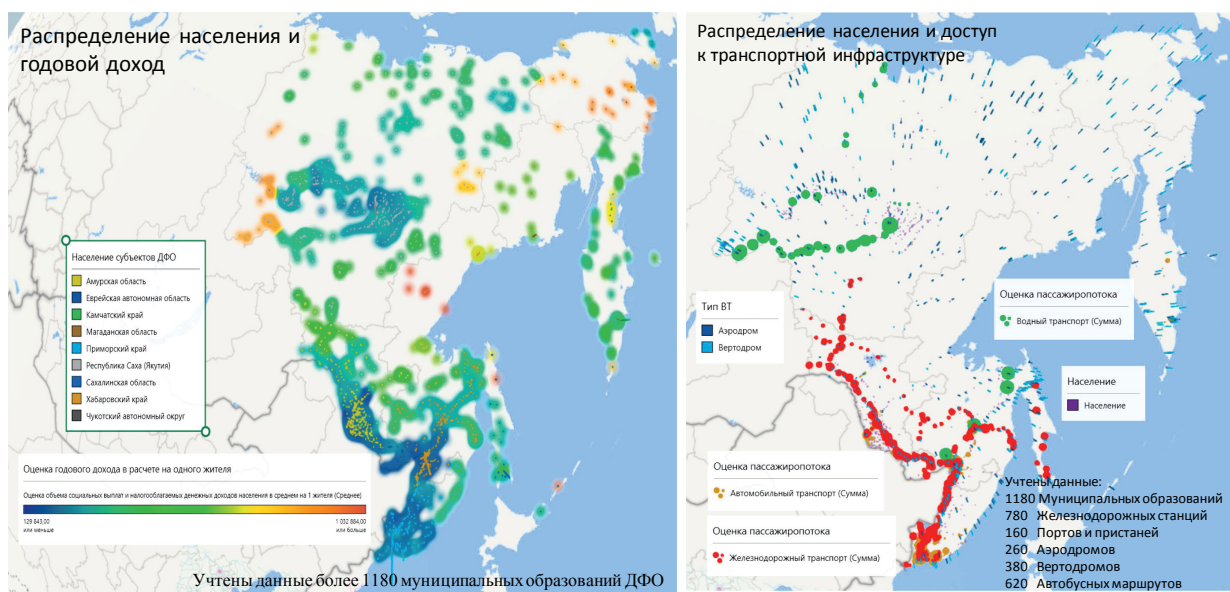 Распределение населения и
годовой доход
Население субъектов ДФО
Амурская область
Еврейская автономная область
Камчатский край
Магаданская область
Приморский край
Республика Саха (Якутия)
Сахалинская область
Хабаровский край
Чукотский автономный округ
Оценка годового дохода в расчете на одного жителя
Оценка объема социальных выплат и налогооблагаемых денежных доходов населения в среднем на 1 жителя (Среднее)
129 843,00
или меньше
1 032 884,00
или больше
Учтены данные более 1180 муниципальных образований ДФО
Распределение населения и доступ
к транспортной инфраструктуре
Тип ВТ
Аэродром
Вертодром
Оценка пассажиропотока
Водный транспорт (Сумма)
Население
Население
Оценка пассажиропотока
Автомобильный транспорт (Сумма)
Оценка пассажиропотока
Железнодорожный транспорт (Сумма)
Учтены данные:
1180 Муниципальных образований
780 Железнодорожных станций
160 Портов и пристаней
260 Аэродромов
380 Вертодромов
620 Автобусных маршрутов